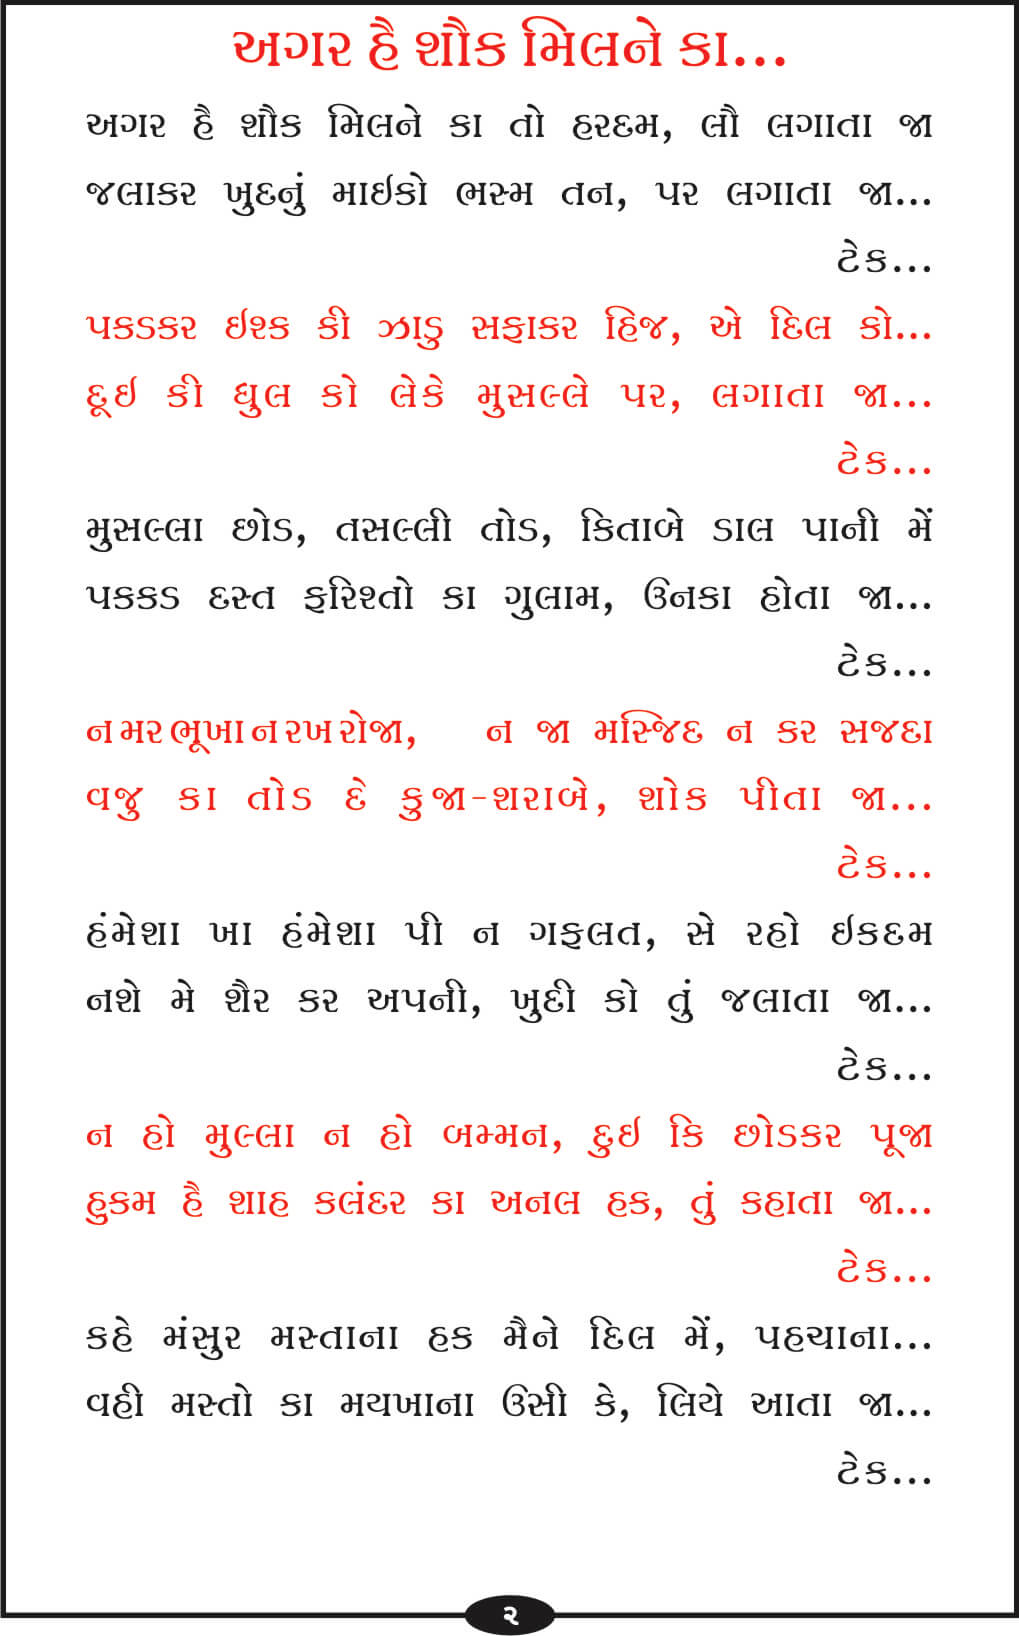 અગર હૈ શૌક મિલને કા...
અગર હૈ શૌક મિલને કા તો હરદમ, લૌ લગાતા જા
જલાકર ખુદનું માઇકો ભસ્મ તન, પર લગાતા જા...
ટેક...
પકડકર ઇશ્ક કી ઝાડુ સફાકર હિજ, એ દિલ કો...
દૂઇ કી ધુલ કો લેકે મુસલ્લે પર, લગાતા જા...
ટેક...
મુસલ્લા છોડ, તસલ્લી તોડ, કિતાબે ડાલ પાની મેં
પકકડ દસ્ત ફરિશ્તો કા ગુલામ, ઉનકા હોતા જા...
ટેક...
ન મર ભૂખા ન રખ રોજા, ન જા મસ્જિદ ન કર સજદા
વજુ કા તોડ દે કુજા-શરાબે, શોક પીતા જા...
ટેક...
હંમેશા ખા હંમેશા પી ન ગફલત, સે રહો ઇકદમ
નશે મે શૈર કર અપની, ખુદી કો તું જલાતા જા...
ટેક...
ન હો મુલ્લા ન હો બમ્મન, દુઇ કિ છોડકર પૂજા
હુકમ હૈ શાહ કલંદર કા અનલ હક, તું કહાતા જા...
ટેક...
કહે મંસુર મસ્તાના હક મૈને દિલ મેં, પહચાના...
વહી મસ્તો કા મયખાના ઉસી કે, લિયે આતા જા...
ટેક...
૨